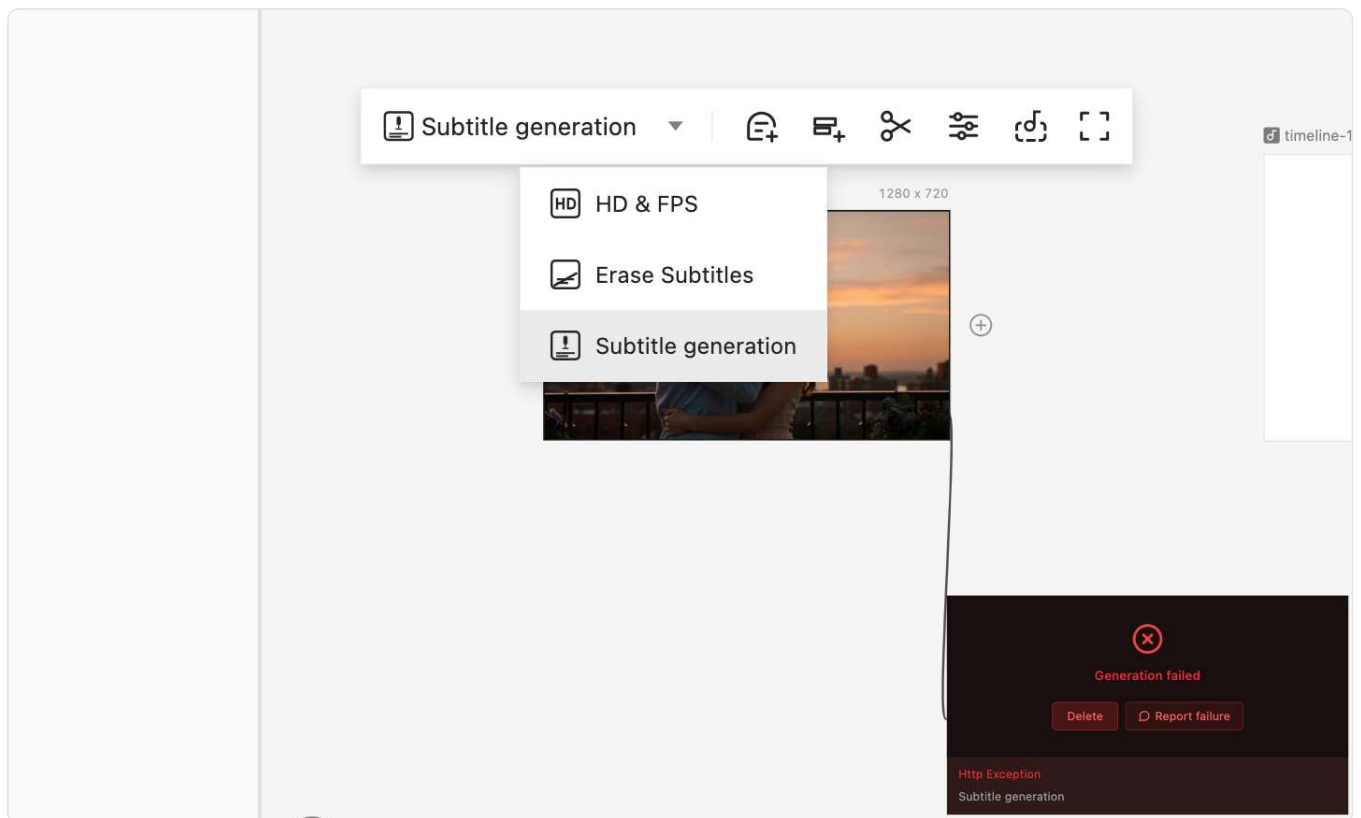 Subtitle generation
timeline-1
HD & FPS
1280 x 720
Erase Subtitles
Subtitle generation
Generation failed
Delete
Report failure
Http Exception
Subtitle generation